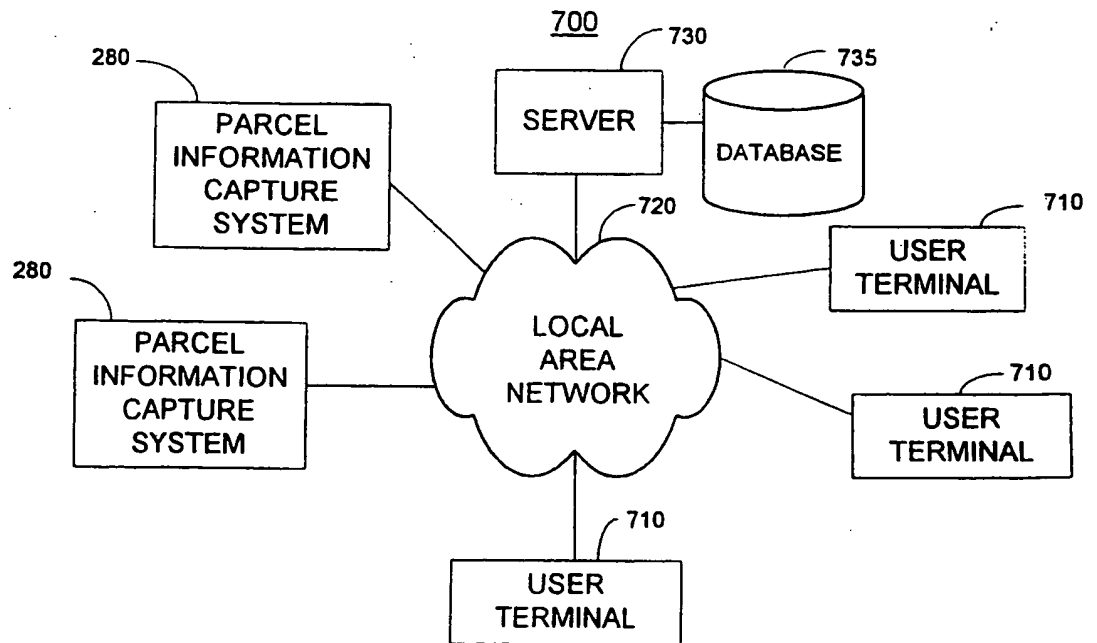 700
280
730
735
PARCEL
INFORMATION
CAPTURE
SYSTEM
SERVER
DATABASE
720
710
USER
TERMINAL
280
PARCEL
INFORMATION
CAPTURE
SYSTEM
LOCAL
AREA
NETWORK
710
USER
TERMINAL
710
USER
TERMINAL